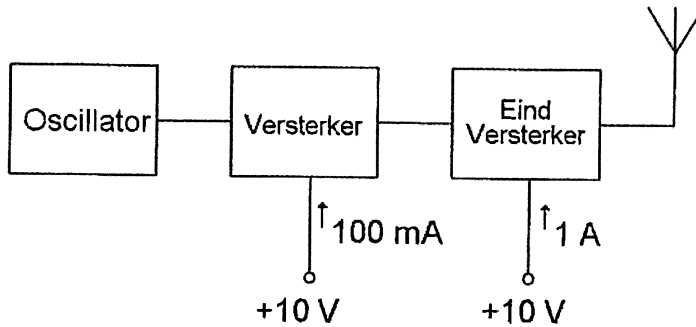 Oscillator
Versterker
Eind
Versterker
↑100 mA
↑1 A
+10 V
+10 V